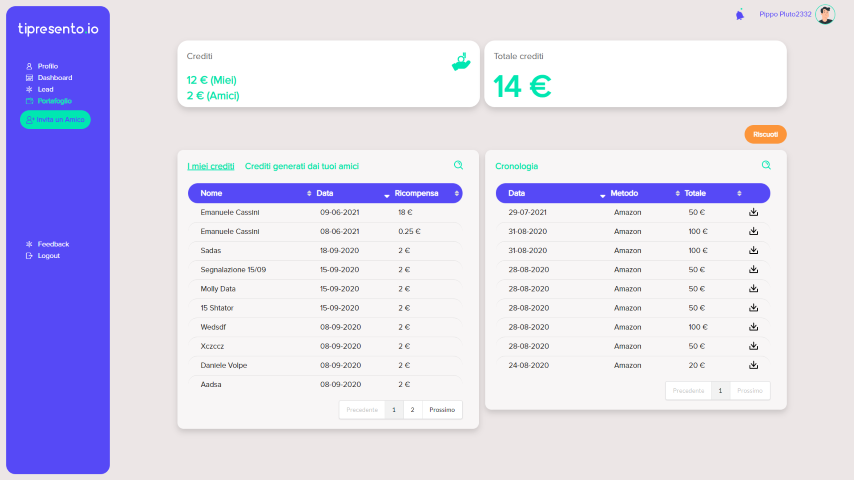 tipresento.io
Profilo
Dashboard
Lead
Portafoglio
Invita un Amico
Feedback
Logout
Pippo Pluto2332
Crediti
12 € (Miei)
2 € (Amici)
Totale crediti
14 €
Riscuoti
I miei crediti Crediti generati dai tuoi amici
Nome Data Ricompensa
Emanuele Cassini 09-06-2021 18 €
Emanuele Cassini 08-06-2021 0.25 €
Sadas 18-09-2020 2 €
Segnalazione 15/09 15-09-2020 2 €
Molly Data 15-09-2020 2 €
15 Shtator 15-09-2020 2 €
Wedsdf 08-09-2020 2 €
Xczccz 08-09-2020 2 €
Daniele Volpe 08-09-2020 2 €
Aadsa 08-09-2020 2 €
Precedente 1 2 Prossimo
Cronologia
Data Metodo Totale
29-07-2021 Amazon 50 €
31-08-2020 Amazon 100 €
31-08-2020 Amazon 100 €
28-08-2020 Amazon 50 €
28-08-2020 Amazon 50 €
28-08-2020 Amazon 50 €
28-08-2020 Amazon 100 €
28-08-2020 Amazon 50 €
24-08-2020 Amazon 20 €
Precedente 1 Prossimo